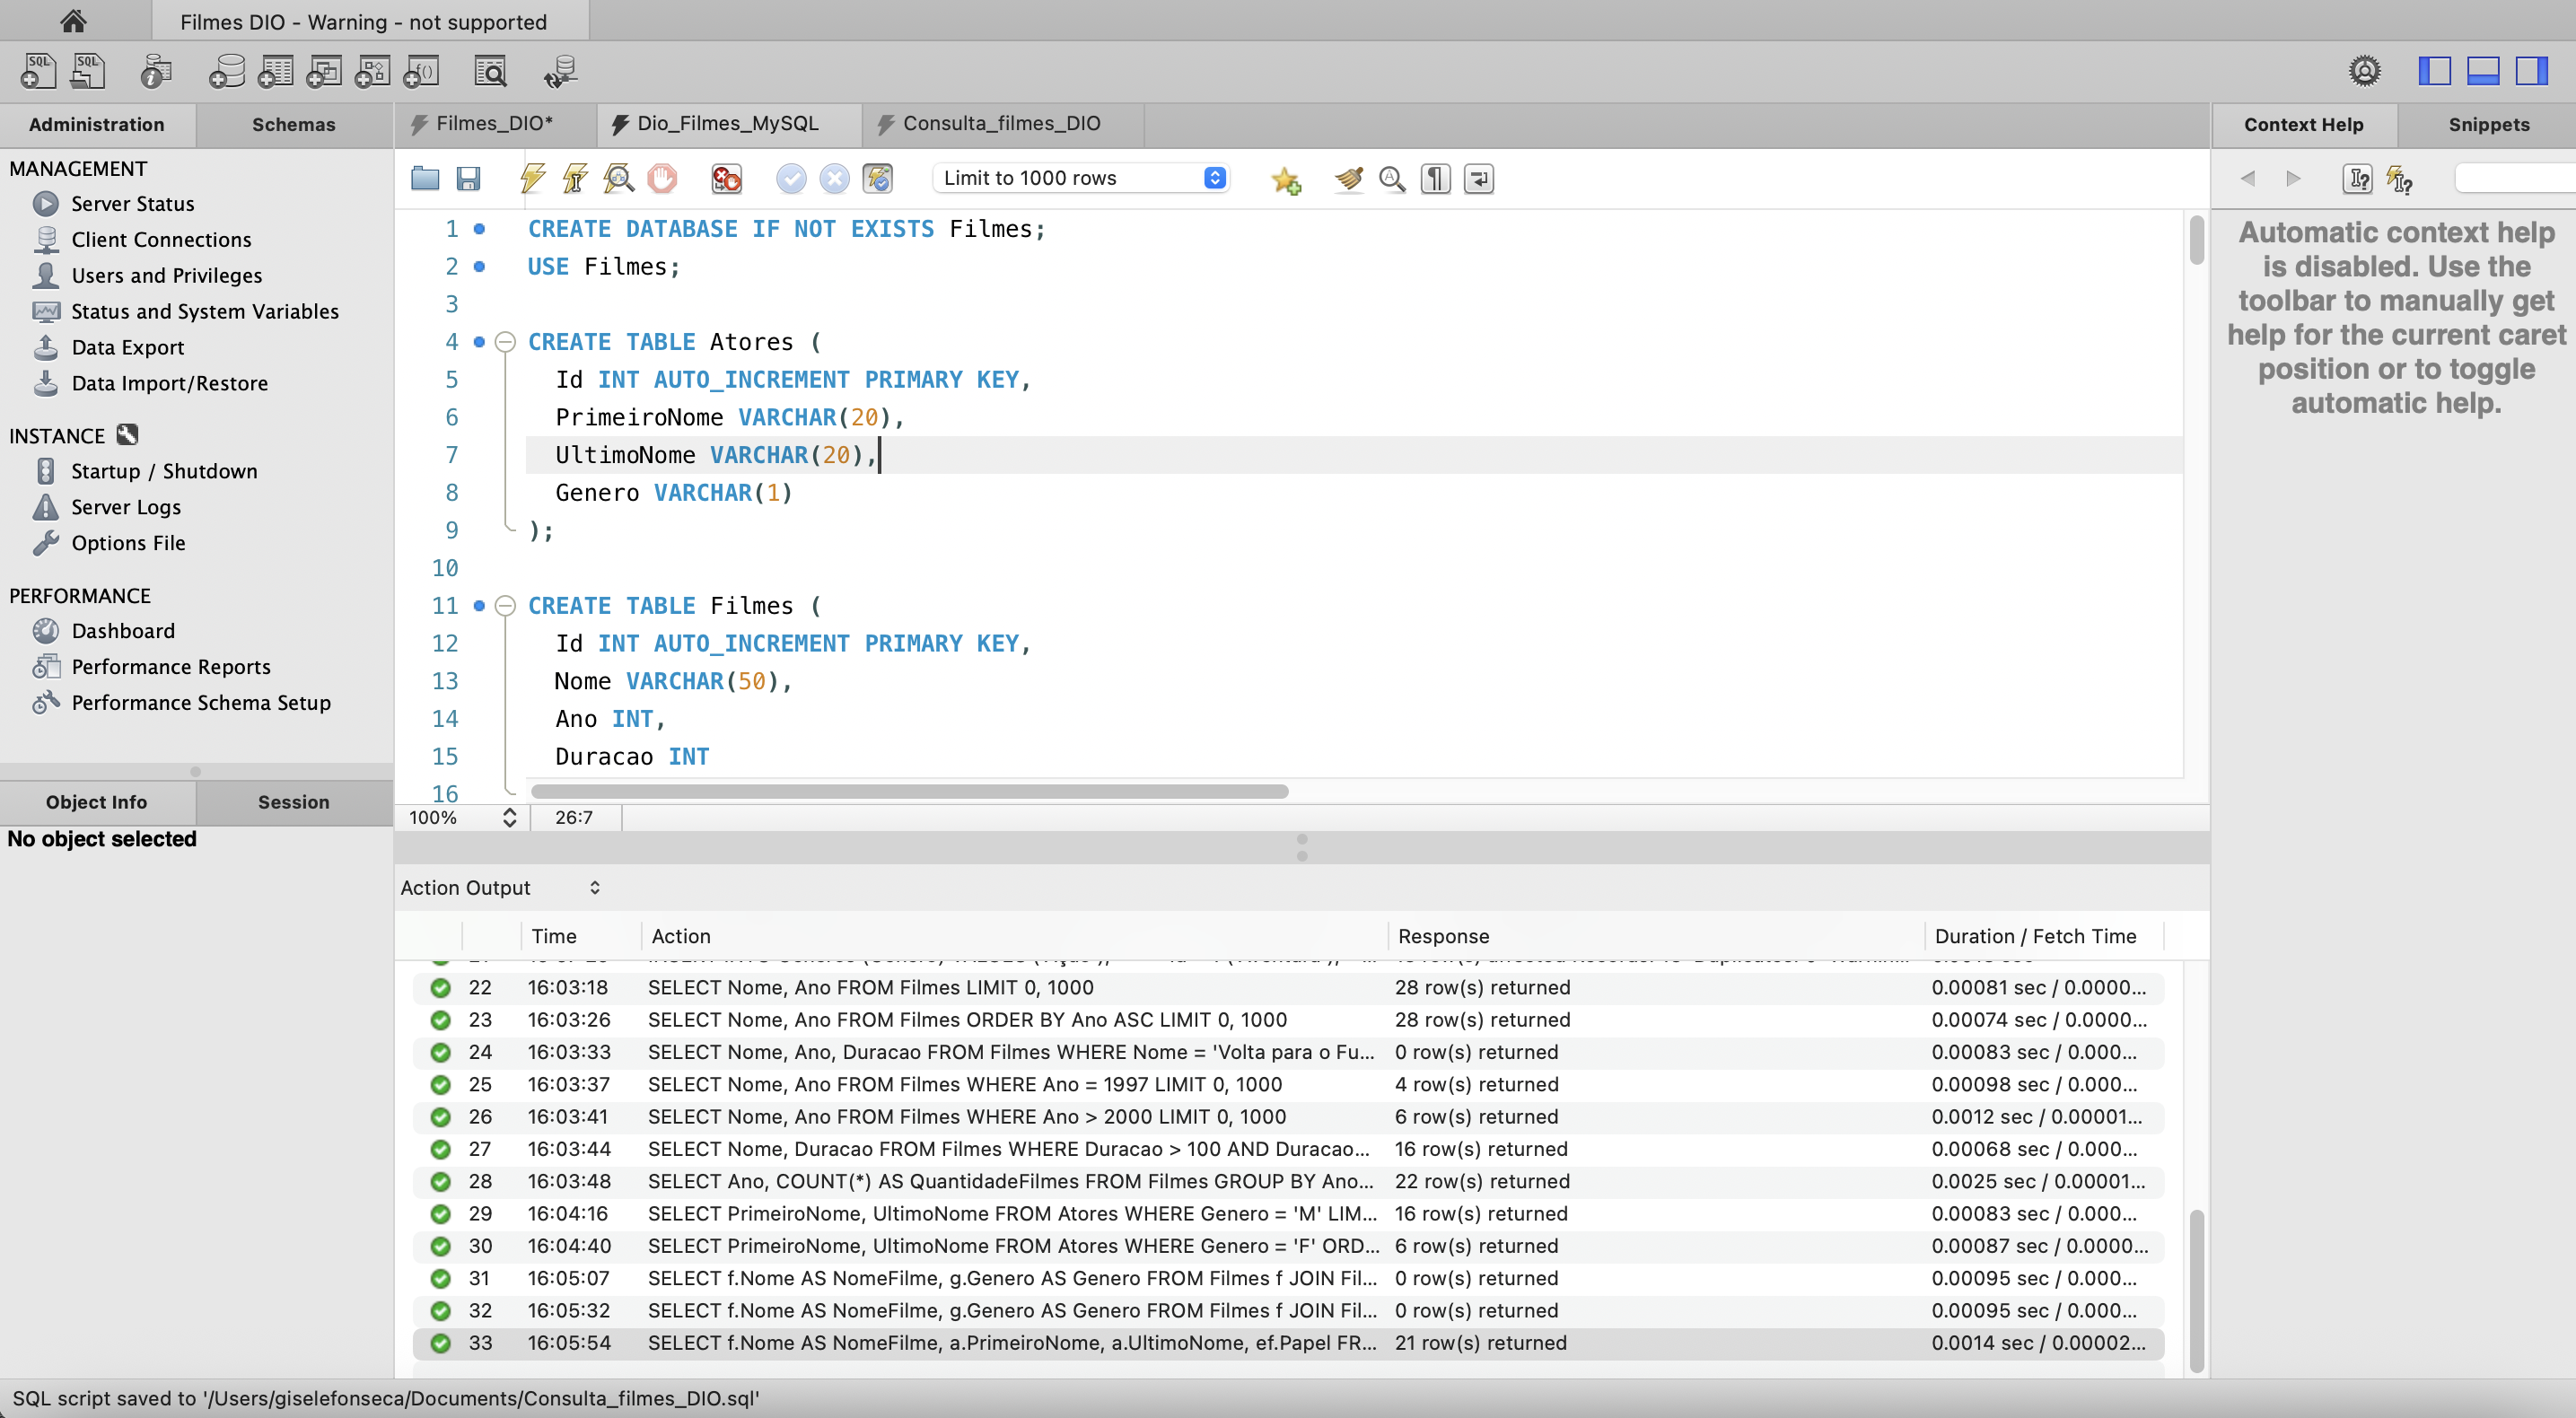 Filmes DIO - Warning - not supported
Administration
Schemas
MANAGEMENT
Server Status
Client Connections
Users and Privileges
Status and System Variables
Data Export
Data Import/Restore
INSTANCE
Startup / Shutdown
Server Logs
Options File
PERFORMANCE
Dashboard
Performance Reports
Performance Schema Setup
Object Info
Session
No object selected
Filmes_DIO*
Dio_Filmes_MySQL
Consulta_filmes_DIO
Limit to 1000 rows
1 CREATE DATABASE IF NOT EXISTS Filmes;
2 USE Filmes;
3
4 CREATE TABLE Atores (
5 Id INT AUTO_INCREMENT PRIMARY KEY,
6 PrimeiroNome VARCHAR(20),
7 UltimoNome VARCHAR(20),
8 Genero VARCHAR(1)
9 );
10
11 CREATE TABLE Filmes (
12 Id INT AUTO_INCREMENT PRIMARY KEY,
13 Nome VARCHAR(50),
14 Ano INT,
15 Duracao INT
16
100%
26:7
Action Output
Time Action Response Duration / Fetch Time
22 16:03:18 SELECT Nome, Ano FROM Filmes LIMIT 0, 1000 28 row(s) returned 0.00081 sec / 0.0000...
23 16:03:26 SELECT Nome, Ano FROM Filmes ORDER BY Ano ASC LIMIT 0, 1000 28 row(s) returned 0.00074 sec / 0.0000...
24 16:03:33 SELECT Nome, Ano, Duracao FROM Filmes WHERE Nome = 'Volta para o Fu... 0 row(s) returned 0.00083 sec / 0.000...
25 16:03:37 SELECT Nome, Ano FROM Filmes WHERE Ano = 1997 LIMIT 0, 1000 4 row(s) returned 0.00098 sec / 0.000...
26 16:03:41 SELECT Nome, Ano FROM Filmes WHERE Ano > 2000 LIMIT 0, 1000 6 row(s) returned 0.0012 sec / 0.00001...
27 16:03:44 SELECT Nome, Duracao FROM Filmes WHERE Duracao > 100 AND Duracao... 16 row(s) returned 0.00068 sec / 0.000...
28 16:03:48 SELECT Ano, COUNT(*) AS QuantidadeFilmes FROM Filmes GROUP BY Ano... 22 row(s) returned 0.0025 sec / 0.00001...
29 16:04:16 SELECT PrimeiroNome, UltimoNome FROM Atores WHERE Genero = 'M' LIM... 16 row(s) returned 0.00083 sec / 0.000...
30 16:04:40 SELECT PrimeiroNome, UltimoNome FROM Atores WHERE Genero = 'F' ORD... 6 row(s) returned 0.00087 sec / 0.0000...
31 16:05:07 SELECT f.Nome AS NomeFilme, g.Genero AS Genero FROM Filmes f JOIN Fil... 0 row(s) returned 0.00095 sec / 0.000...
32 16:05:32 SELECT f.Nome AS NomeFilme, g.Genero AS Genero FROM Filmes f JOIN Fil... 0 row(s) returned 0.00095 sec / 0.000...
33 16:05:54 SELECT f.Nome AS NomeFilme, a.PrimeiroNome, a.UltimoNome, ef.Papel FR... 21 row(s) returned 0.0014 sec / 0.00002...
Context Help
Snippets
Automatic context help
is disabled. Use the
toolbar to manually get
help for the current caret
position or to toggle
automatic help.
SQL script saved to '/Users/giselefonseca/Documents/Consulta_filmes_DIO.sql'